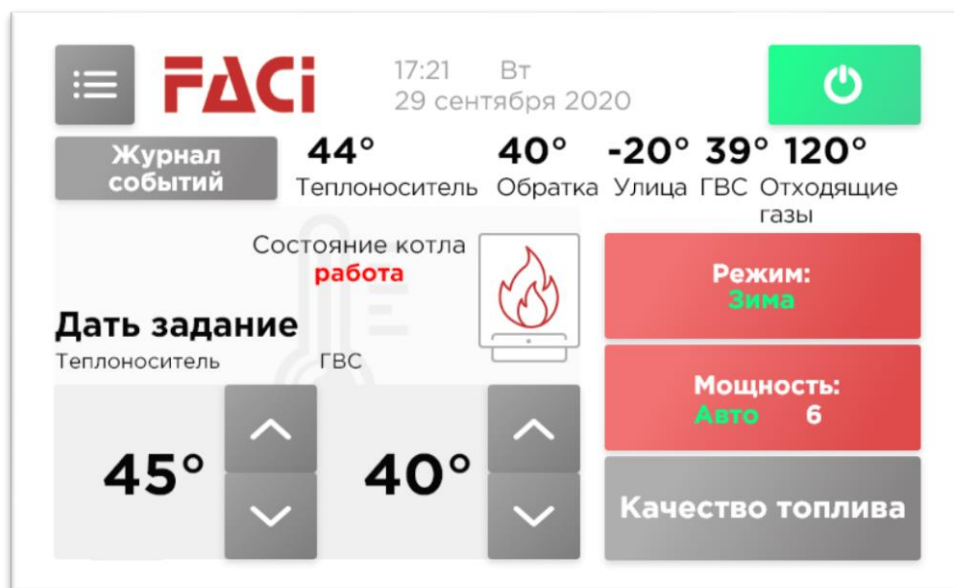 FACi
17:21 Вт
29 сентября 2020
Журнал
событий
44° 40° -20° 39° 120°
Теплоноситель Обратка Улица ГВС Отходящие
газы
Состояние котла
работа
Дать задание
Теплоноситель ГВС
45° 40°
Режим:
Зима
Мощность:
Авто 6
Качество топлива